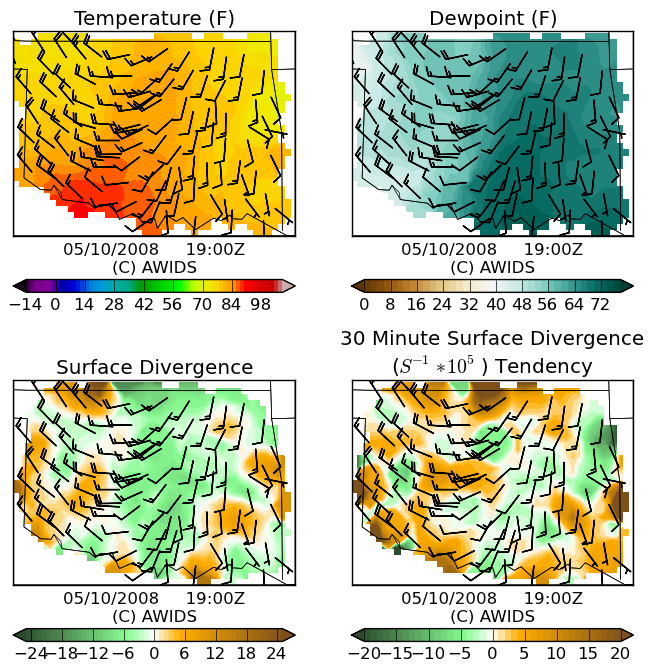 Temperature (F)
Dewpoint (F)
05/10/2008 19:00Z
(C) AWIDS
05/10/2008 19:00Z
(C) AWIDS
−14 0 14 28 42 56 70 84 98
0 8 16 24 32 40 48 56 64 72
Surface Divergence
30 Minute Surface Divergence
(S⁻¹ *10⁵ ) Tendency
05/10/2008 19:00Z
(C) AWIDS
05/10/2008 19:00Z
(C) AWIDS
−24 −18 −12 −6 0 6 12 18 24
−20 −15 −10 −5 0 5 10 15 20